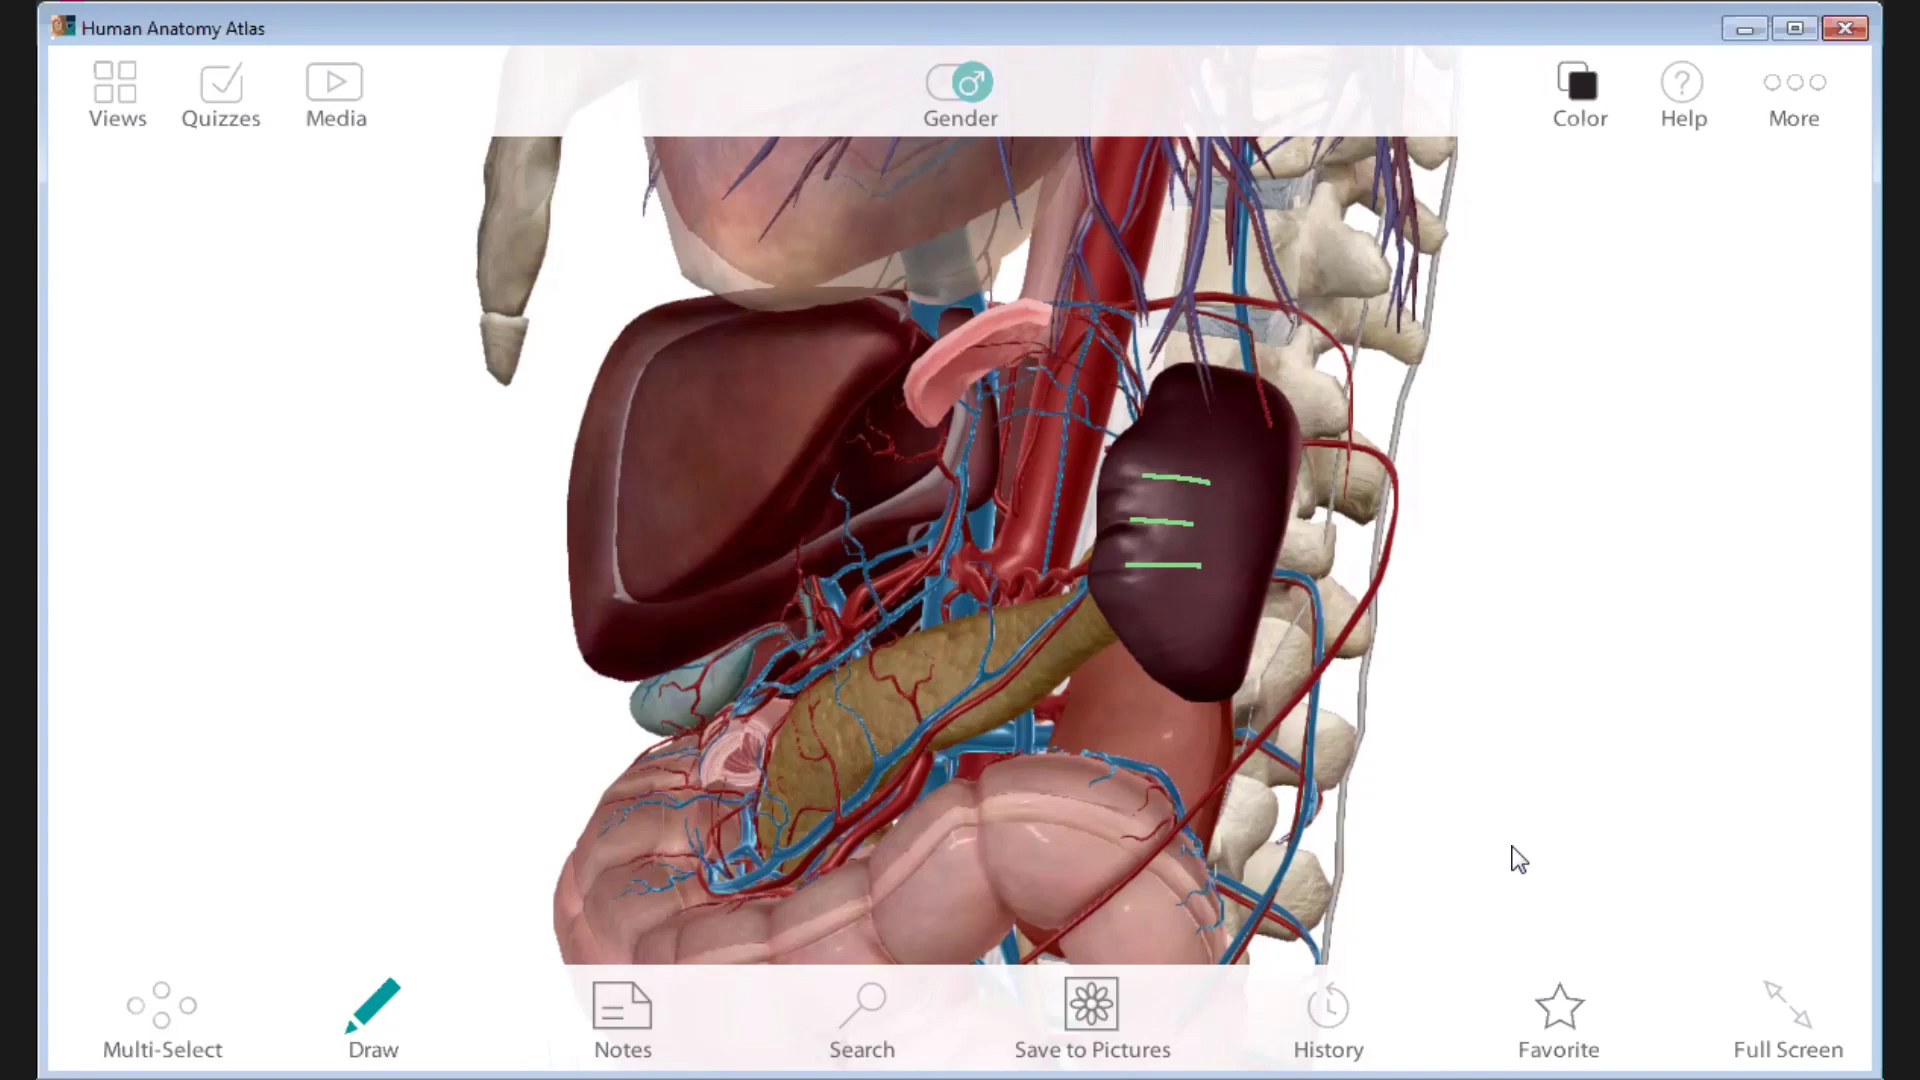 Human Anatomy Atlas
Views
Quizzes
Media
Gender
Color
Help
More
Multi-Select
Draw
Notes
Search
Save to Pictures
History
Favorite
Full Screen